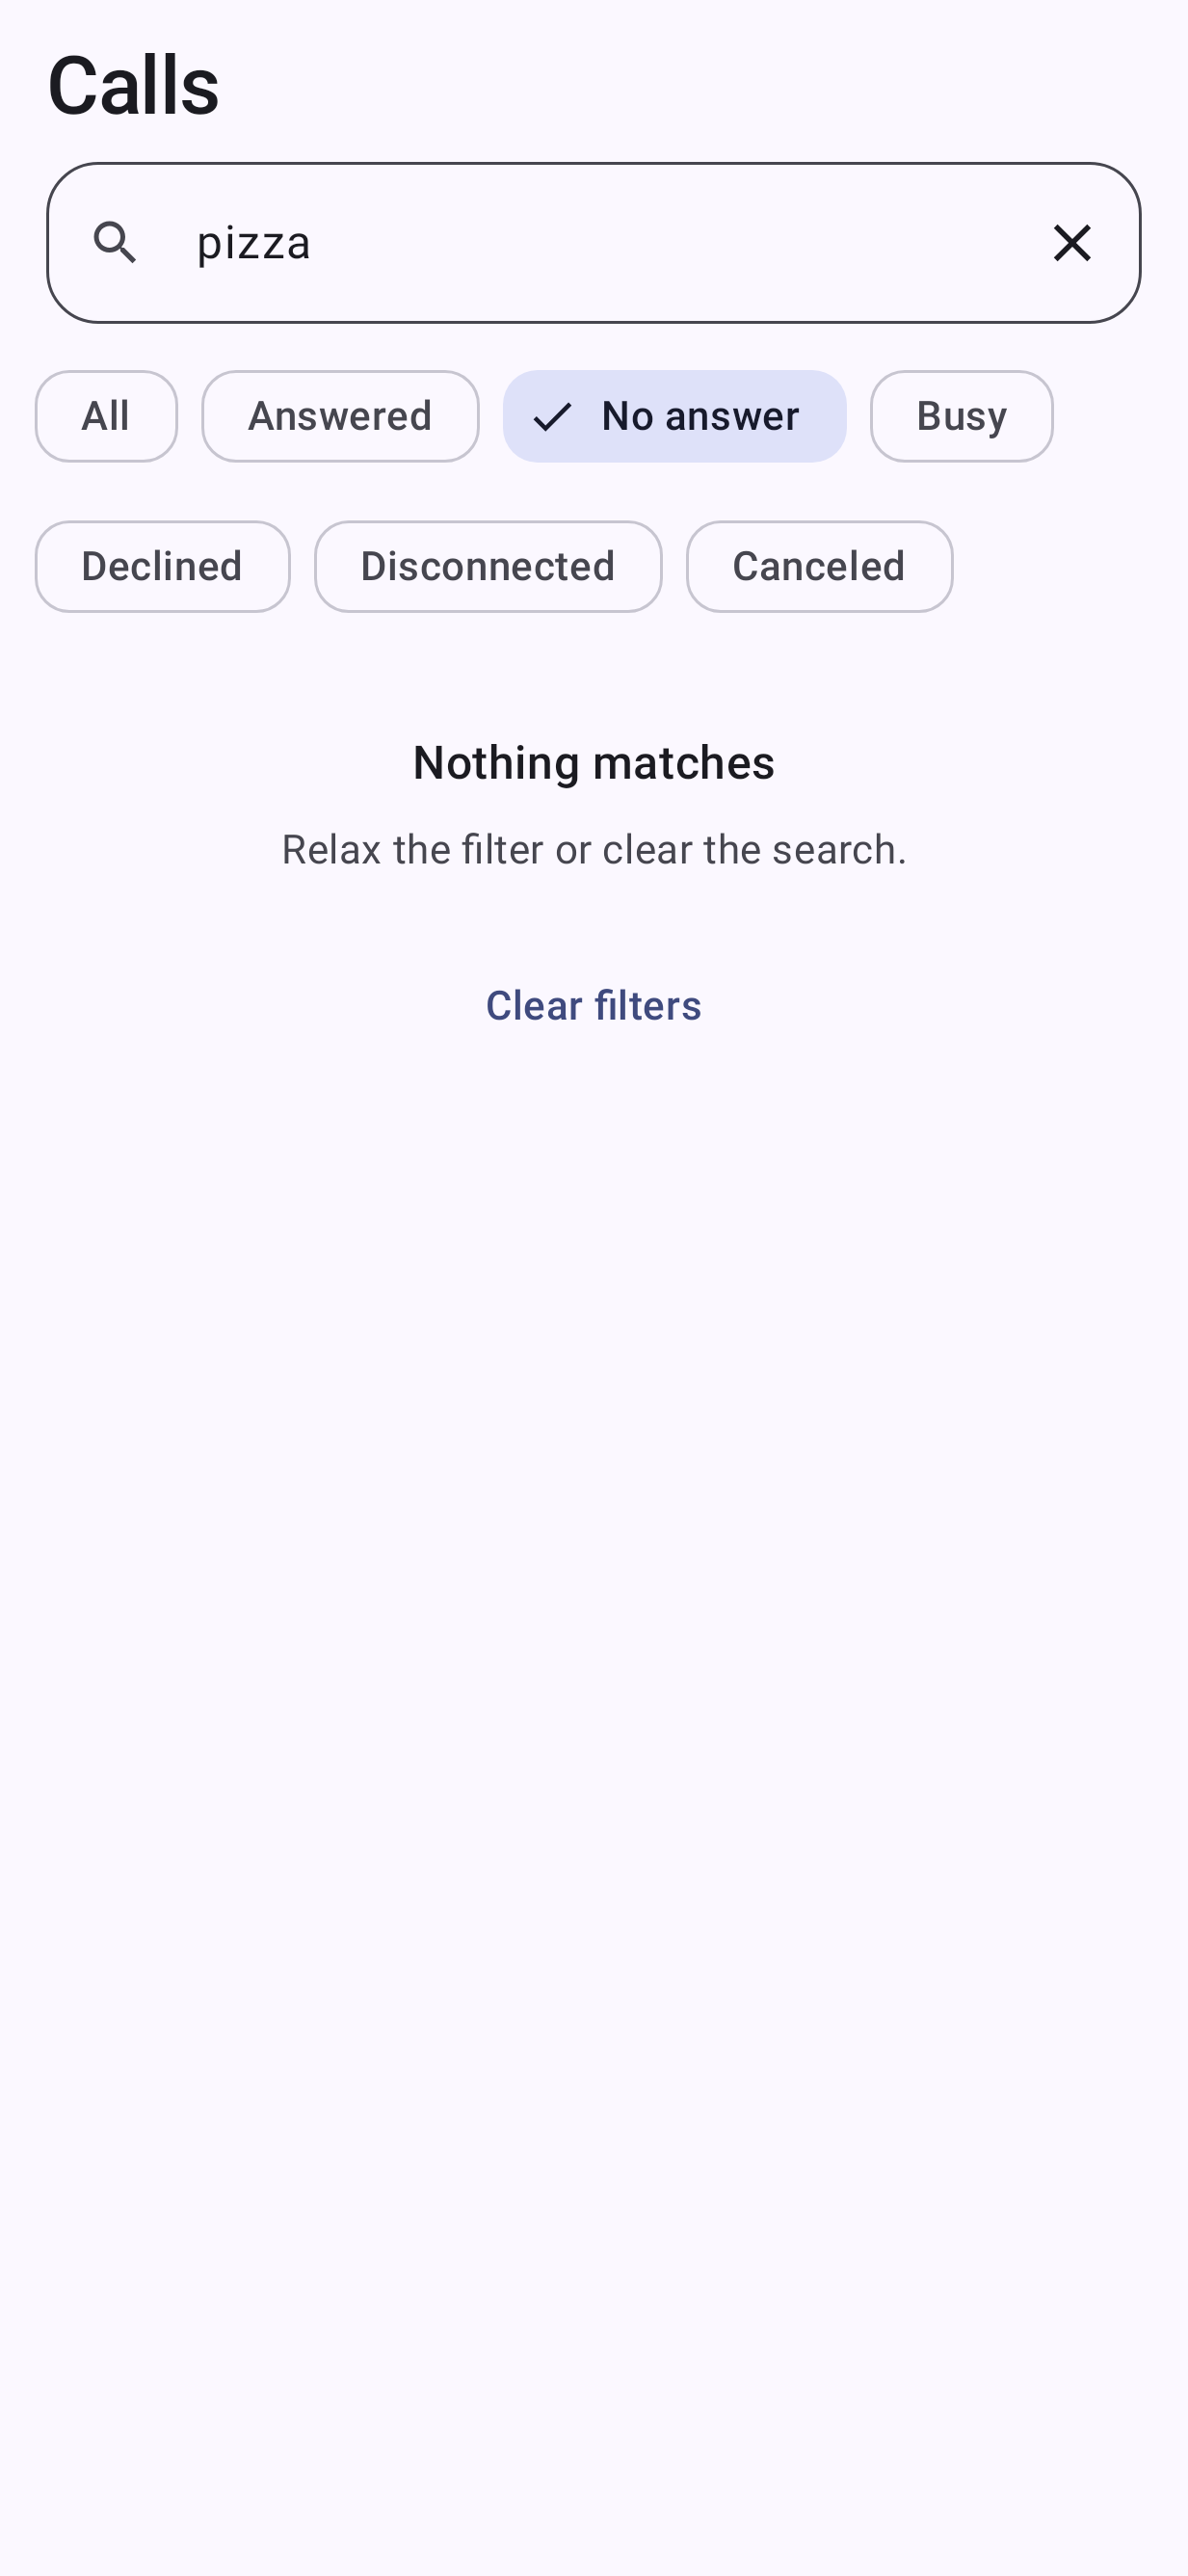 Calls
pizza
All Answered No answer Busy
Declined Disconnected Canceled
Nothing matches
Relax the filter or clear the search.
Clear filters